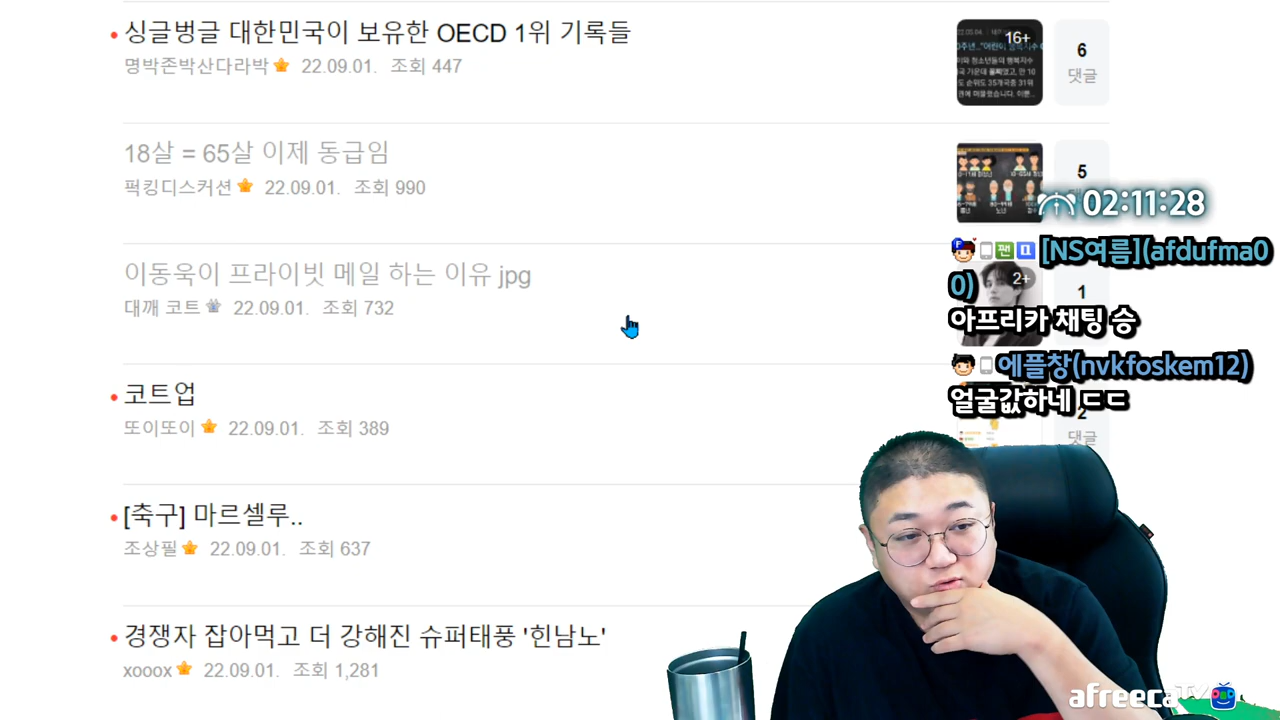 싱글벙글 대한민국이 보유한 OECD 1위 기록들
명박존박산다라박 22.09.01. 조회 447
16+
6
댓글
18살 = 65살 이제 동급임
퍽킹디스커션 22.09.01. 조회 990
5
02:11:28
이동욱이 프라이빗 메일 하는 이유 jpg
대깨 코트 22.09.01. 조회 732
2+
1
[NS여름](afdufma0
0)
아프리카 채팅 승
에플창(nvkfoskem12)
얼굴값하네 ㄷㄷ
코트업
또이또이 22.09.01. 조회 389
2
댓글
[축구] 마르셀루..
조상필 22.09.01. 조회 637
경쟁자 잡아먹고 더 강해진 슈퍼태풍 '힌남노'
xooox 22.09.01. 조회 1,281
afreecaTV